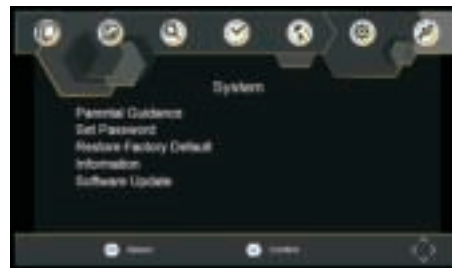 System
Parental Guidance
Set Password
Restore Factory Default
Information
Software Update